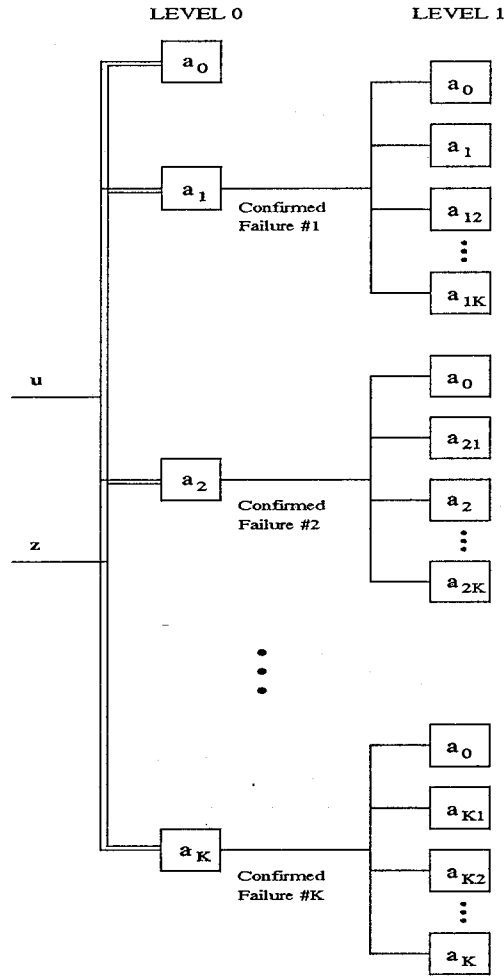 LEVEL 0
LEVEL 1
a0
a0
a1
a1
Confirmed
Failure #1
a12
a1K
u
a0
a21
a2
Confirmed
Failure #2
a2
z
a2K
a0
aK1
aK
Confirmed
Failure #K
aK2
aK